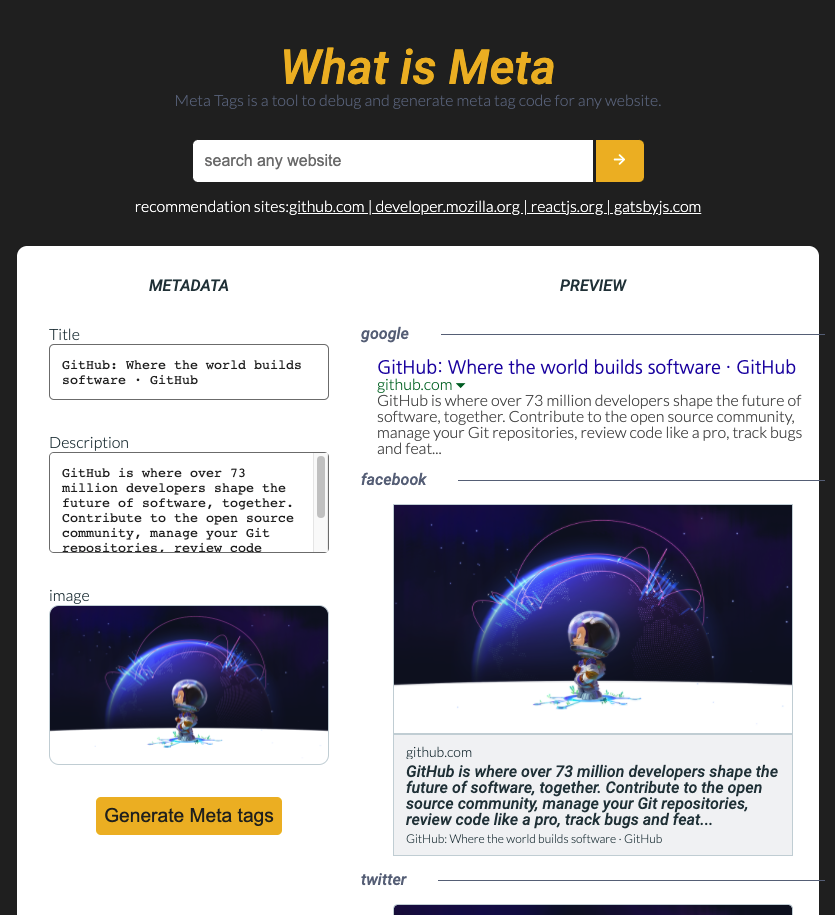 What is Meta
Meta Tags is a tool to debug and generate meta tag code for any website.
search any website
recommendation sites:github.com | developer.mozilla.org | reactjs.org | gatsbyjs.com
METADATA
Title
GitHub: Where the world builds
software · GitHub
Description
GitHub is where over 73
million developers shape the
future of software, together.
Contribute to the open source
community, manage your Git
repositories, review code
image
Generate Meta tags
PREVIEW
google
GitHub: Where the world builds software · GitHub
github.com
GitHub is where over 73 million developers shape the future of
software, together. Contribute to the open source community,
manage your Git repositories, review code like a pro, track bugs
and feat...
facebook
github.com
GitHub is where over 73 million developers shape the
future of software, together. Contribute to the open
source community, manage your Git repositories,
review code like a pro, track bugs and feat...
GitHub: Where the world builds software · GitHub
twitter